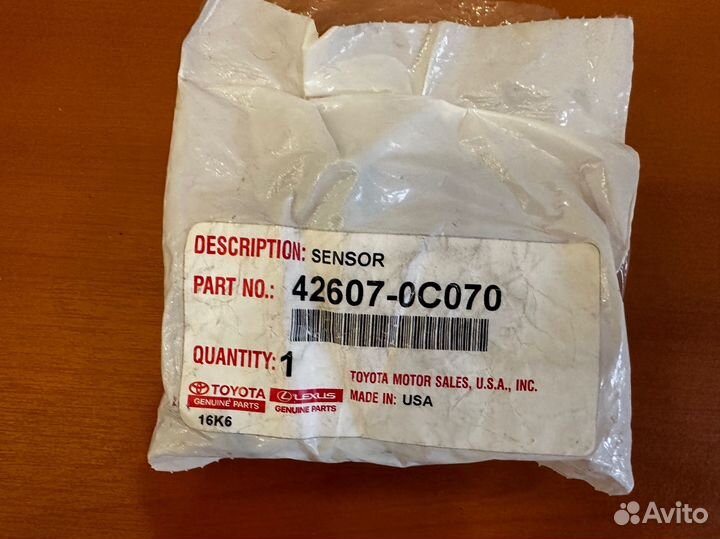 DESCRIPTION: SENSOR
PART NO.: 42607-0C070
QUANTITY: 1
TOYOTA MOTOR SALES, U.S.A., INC.
MADE IN: USA
TOYOTA
GENUINE PARTS
LEXUS
GENUINE PARTS
16K6
Avito